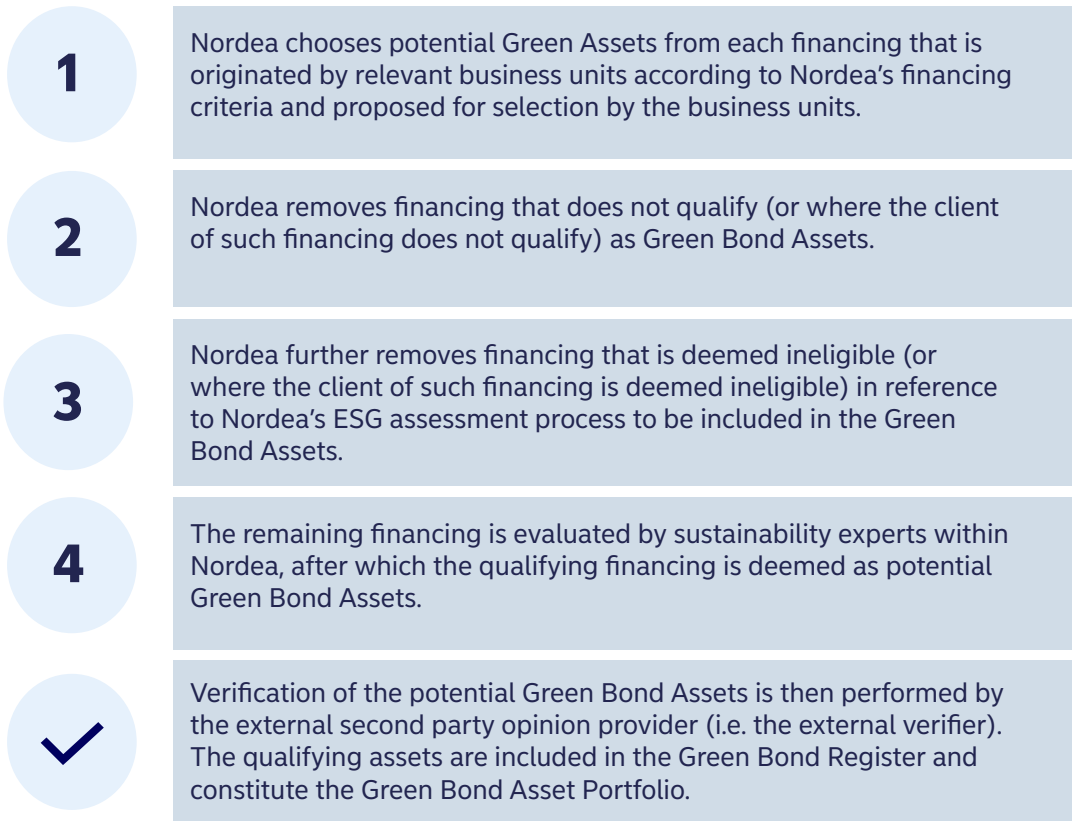 1
Nordea chooses potential Green Assets from each financing that is
originated by relevant business units according to Nordea’s financing
criteria and proposed for selection by the business units.
2
Nordea removes financing that does not qualify (or where the client
of such financing does not qualify) as Green Bond Assets.
3
Nordea further removes financing that is deemed ineligible (or
where the client of such financing is deemed ineligible) in reference
to Nordea’s ESG assessment process to be included in the Green
Bond Assets.
4
The remaining financing is evaluated by sustainability experts within
Nordea, after which the qualifying financing is deemed as potential
Green Bond Assets.
Verification of the potential Green Bond Assets is then performed by
the external second party opinion provider (i.e. the external verifier).
The qualifying assets are included in the Green Bond Register and
constitute the Green Bond Asset Portfolio.